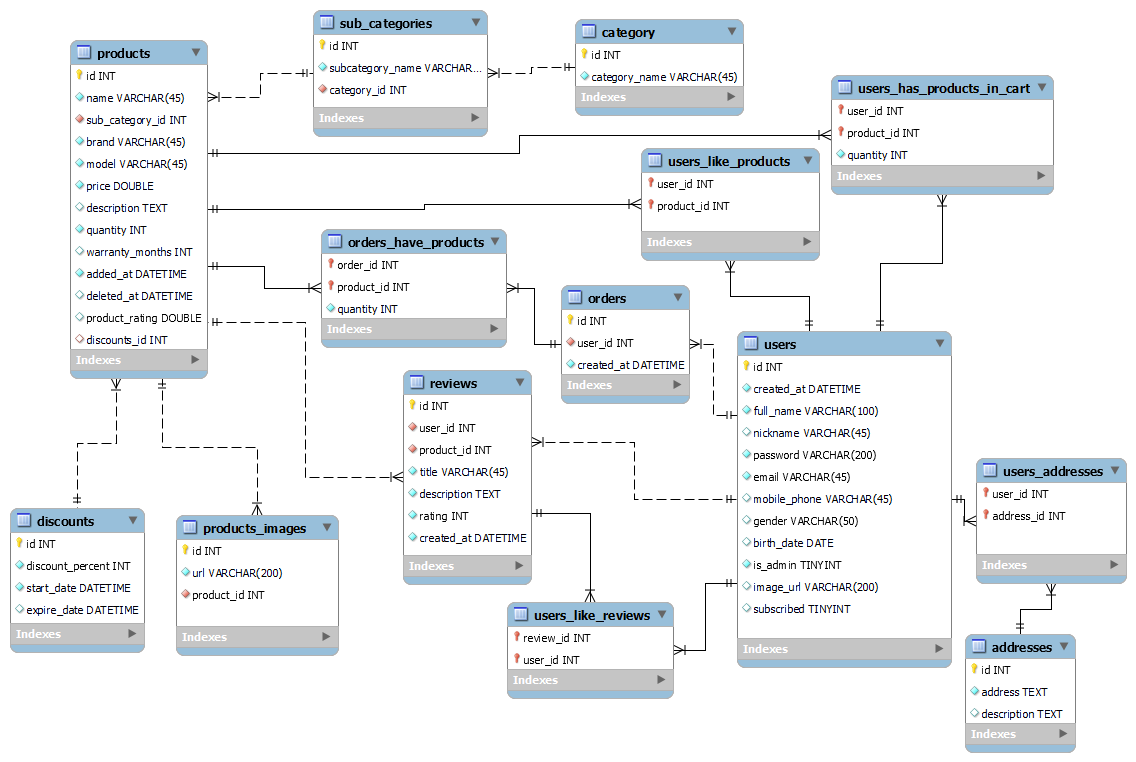 products
id INT
name VARCHAR(45)
sub_category_id INT
brand VARCHAR(45)
model VARCHAR(45)
price DOUBLE
description TEXT
quantity INT
warranty_months INT
added_at DATETIME
deleted_at DATETIME
product_rating DOUBLE
discounts_id INT
Indexes
sub_categories
id INT
subcategory_name VARCHAR...
category_id INT
Indexes
category
id INT
category_name VARCHAR(45)
Indexes
users_has_products_in_cart
user_id INT
product_id INT
quantity INT
Indexes
users_like_products
user_id INT
product_id INT
Indexes
orders_have_products
order_id INT
product_id INT
quantity INT
Indexes
orders
id INT
user_id INT
created_at DATETIME
Indexes
users
id INT
created_at DATETIME
full_name VARCHAR(100)
nickname VARCHAR(45)
password VARCHAR(200)
email VARCHAR(45)
mobile_phone VARCHAR(45)
gender VARCHAR(50)
birth_date DATE
is_admin TINYINT
image_url VARCHAR(200)
subscribed TINYINT
Indexes
reviews
id INT
user_id INT
product_id INT
title VARCHAR(45)
description TEXT
rating INT
created_at DATETIME
Indexes
users_addresses
user_id INT
address_id INT
Indexes
discounts
id INT
discount_percent INT
start_date DATETIME
expire_date DATETIME
Indexes
products_images
id INT
url VARCHAR(200)
product_id INT
Indexes
users_like_reviews
review_id INT
user_id INT
Indexes
addresses
id INT
address TEXT
description TEXT
Indexes